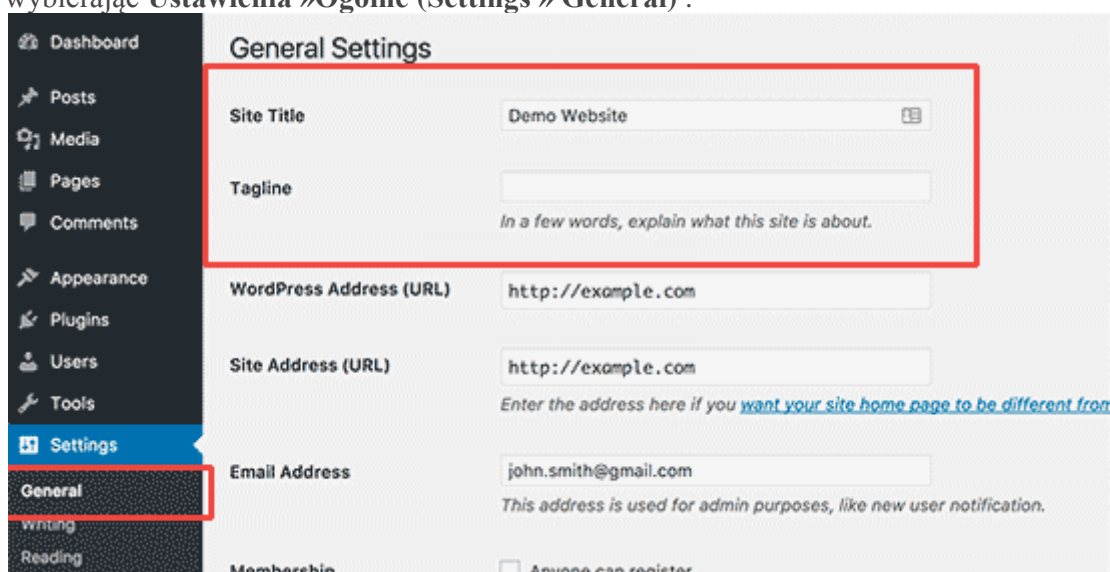 wybierając Ustawienia »Ogólnie (Settings » General) .
Dashboard
Posts
Media
Pages
Comments
Appearance
Plugins
Users
Tools
Settings
General
Writing
Reading
General Settings
Site Title Demo Website
Tagline
In a few words, explain what this site is about.
WordPress Address (URL) http://example.com
Site Address (URL) http://example.com
Enter the address here if you want your site home page to be different from
Email Address john.smith@gmail.com
This address is used for admin purposes, like new user notification.
Membership Anyone can register